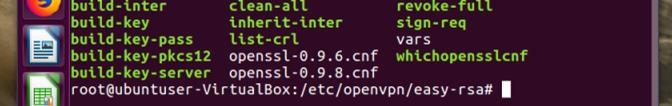 build-inter clean-all revoke-full
build-key inherit-inter sign-req
build-key-pass list-crl vars
build-key-pkcs12 openssl-0.9.6.cnf whichopensslcnf
build-key-server openssl-0.9.8.cnf
root@ubuntuser-VirtualBox:/etc/openvpn/easy-rsa#